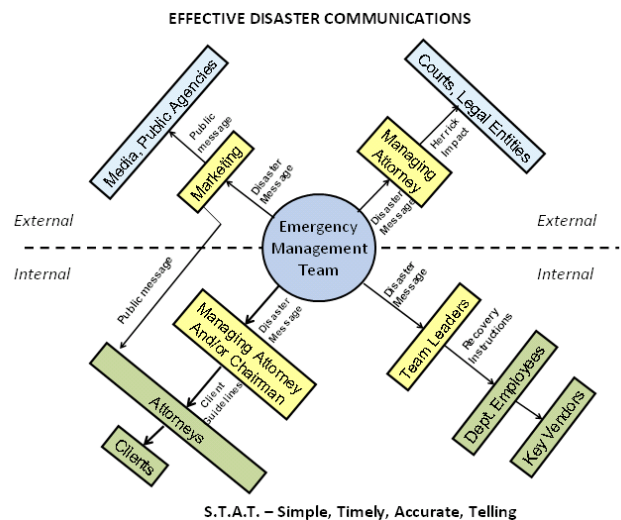 EFFECTIVE DISASTER COMMUNICATIONS
Media, Public Agencies
Public
message
Marketing
Disaster
Message
Courts, Legal Entities
Herrick
Impact
Managing
Attorney
Disaster
Message
External
External
Emergency
Management
Team
Internal
Internal
Public message
Disaster
Message
Managing Attorney
And/or Chairman
Client
Guidelines
Attorneys
Clients
Disaster
Message
Team Leaders
Recovery
Instructions
Dept. Employees
Key Vendors
S.T.A.T. – Simple, Timely, Accurate, Telling